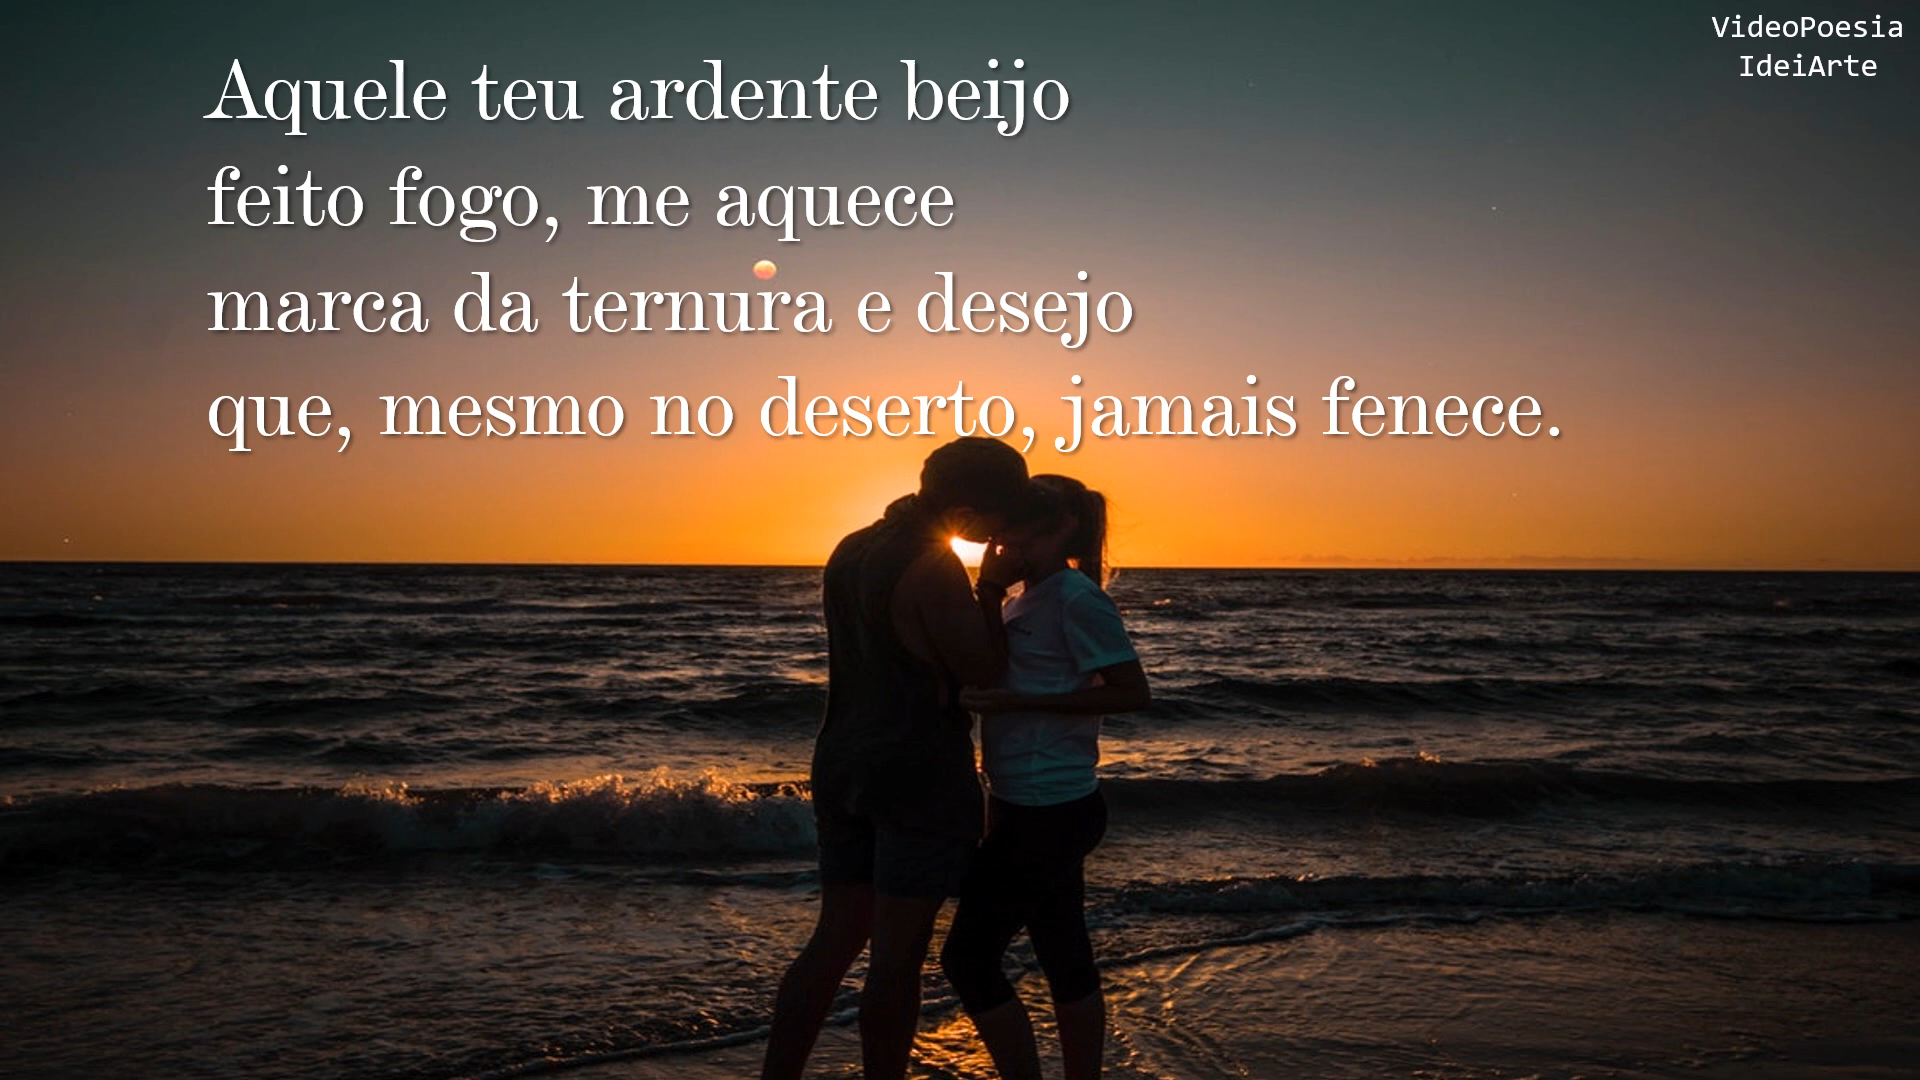 VideoPoesia
IdeiArte
Aquele teu ardente beijo
feito fogo, me aquece
marca da ternura e desejo
que, mesmo no deserto, jamais fenece.